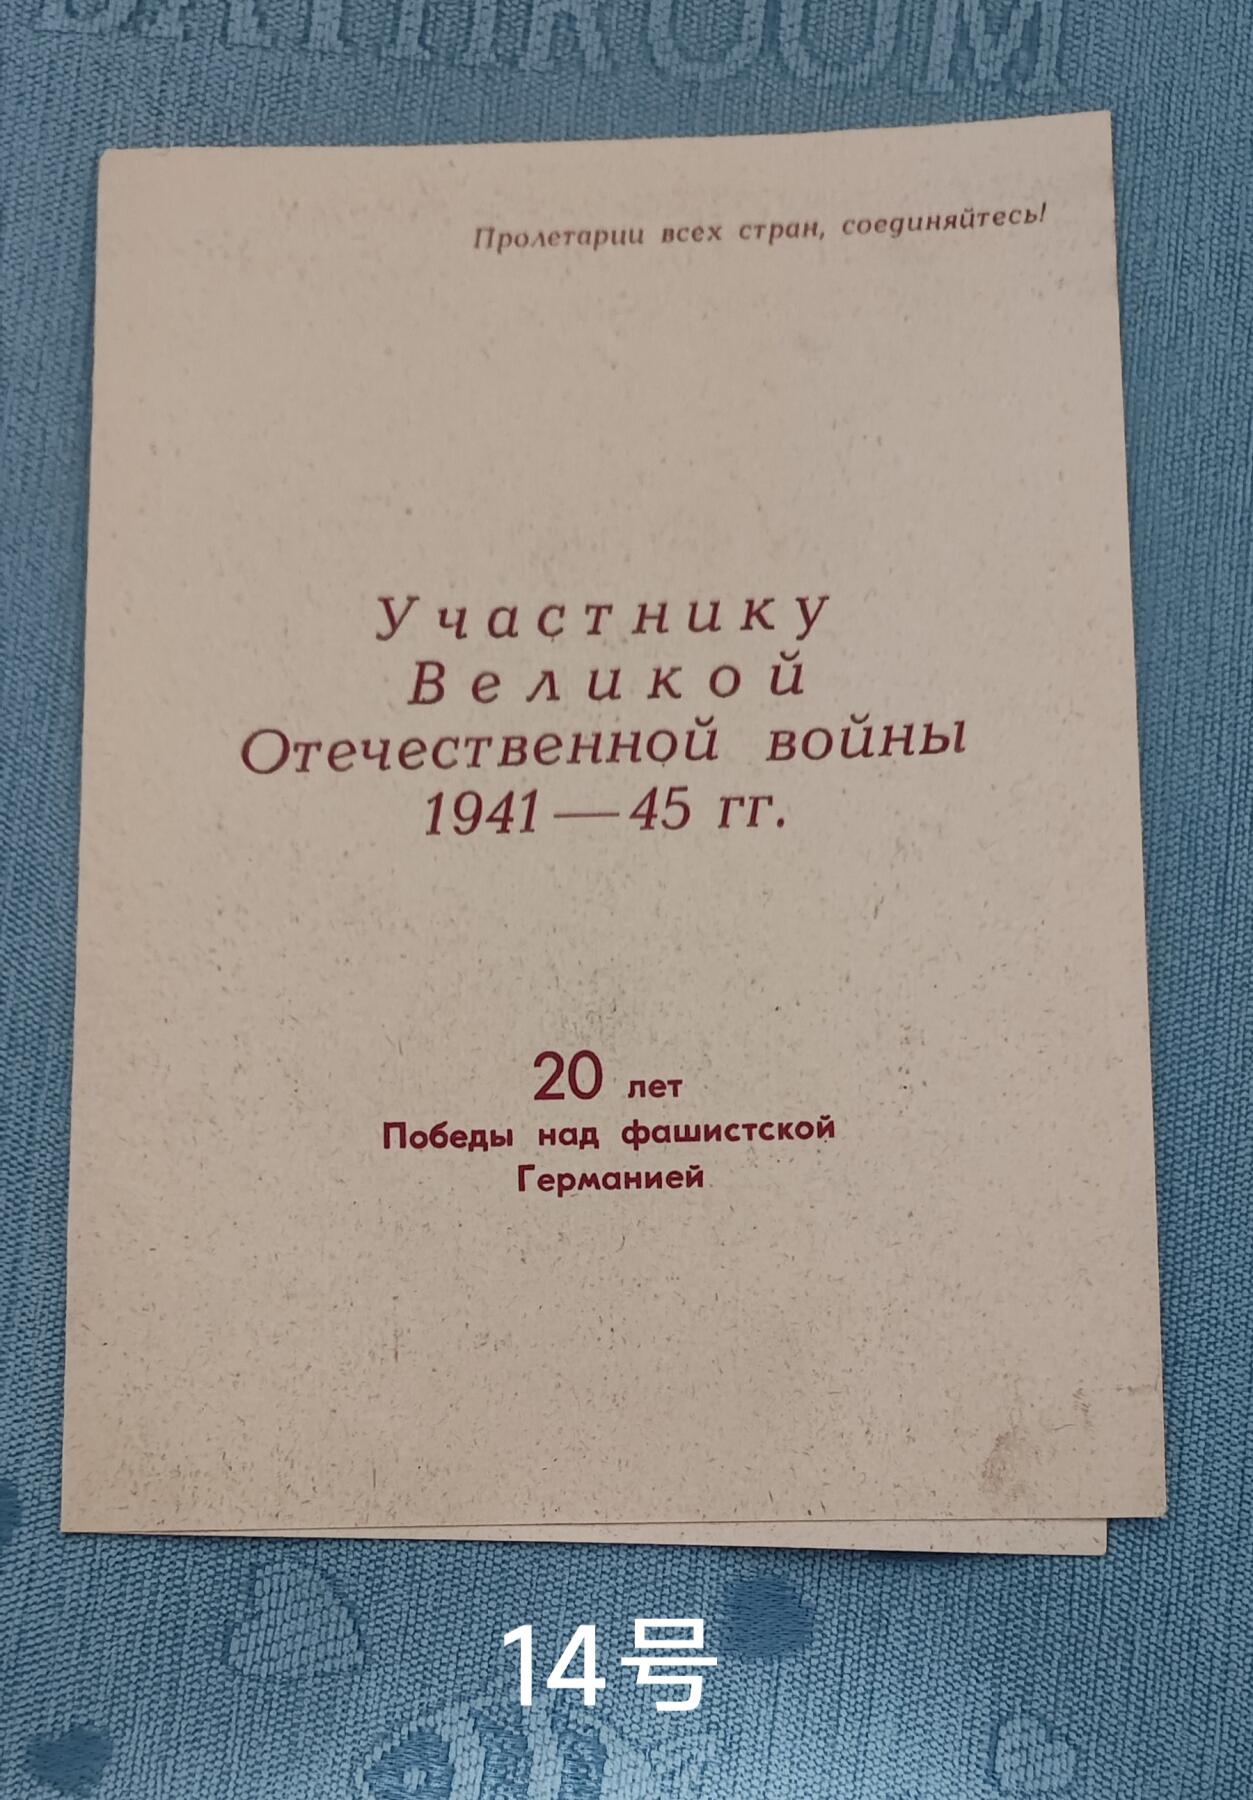 Пролетарии всех стран, соединяйтесь!
Участнику
Великой
Отечественной войны
1941—45 гг.
20 лет
Победы над фашистской
Германией
14号